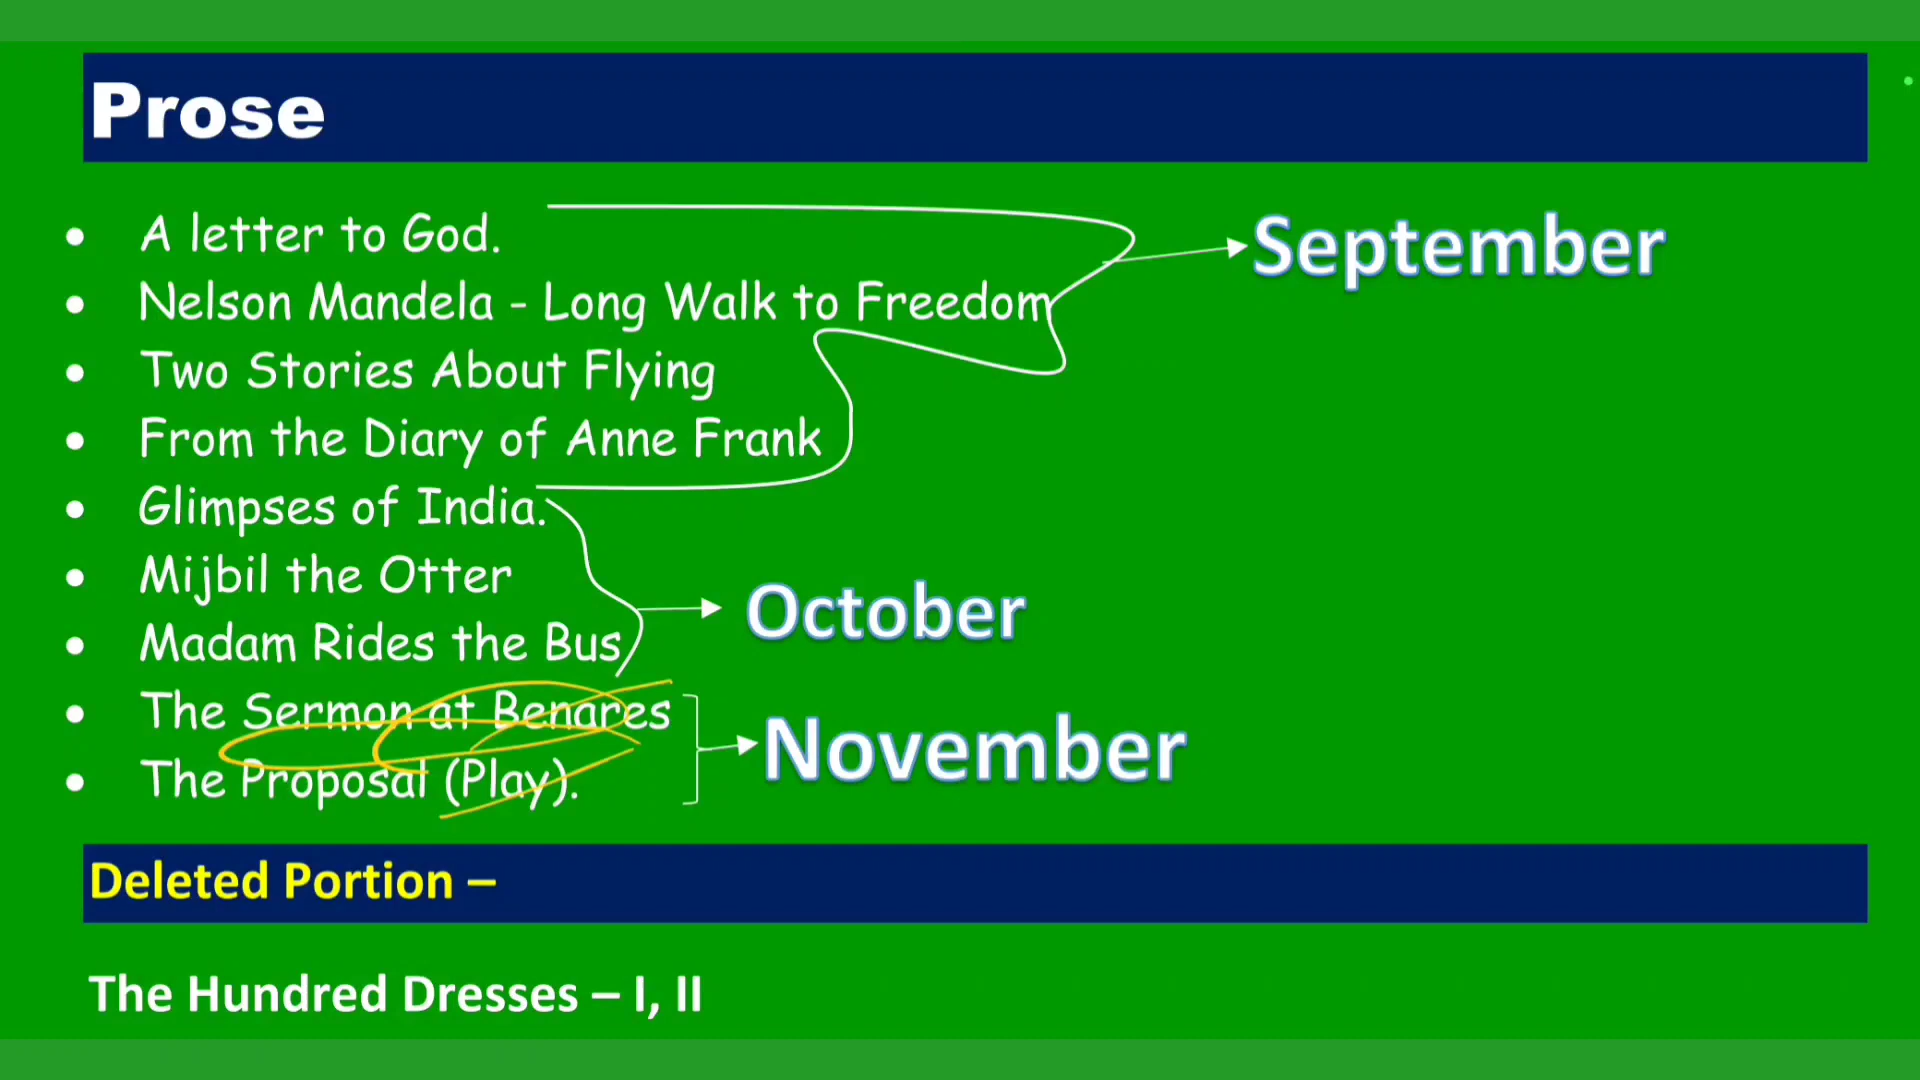 Prose
• A letter to God.
• Nelson Mandela - Long Walk to Freedom
• Two Stories About Flying
• From the Diary of Anne Frank
• Glimpses of India.
• Mijbil the Otter
• Madam Rides the Bus
• The Sermon at Benares
• The Proposal (Play).
September
October
November
Deleted Portion –
The Hundred Dresses – I, II